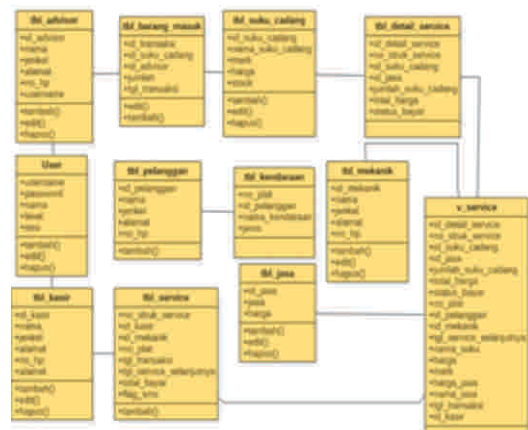 tbl_advisor
+id_advisor
+nama
+jenkel
+alamat
+no_hp
+username
+tambah()
+edit()
+hapus()
tbl_barang_masuk
+id_transaksi
+id_suku_cadang
+id_advisor
+jumlah
+tgl_transaksi
+edit()
+tambah()
tbl_suku_cadang
+id_suku_cadang
+nama_suku_cadang
+merk
+harga
+stock
+tambah()
+edit()
+hapus()
tbl_detail_service
+id_detail_service
+no_struk_service
+id_suku_cadang
+id_jasa
+jumlah_suku_cadang
+total_harga
+status_bayar
User
+username
+password
+nama
+level
+tambah()
+edit()
+hapus()
tbl_pelanggan
+id_pelanggan
+nama
+jenkel
+alamat
+no_hp
+tambah()
tbl_kendaraan
+no_plat
+id_pelanggan
+nama_kendaraan
+jenis
tbl_mekanik
+id_mekanik
+nama
+jenkel
+alamat
+no_hp
+tambah()
+edit()
+hapus()
v_service
+id_detail_service
+no_struk_service
+id_suku_cadang
+id_jasa
+jumlah_suku_cadang
+total_harga
+status_bayar
+no_plat
+id_pelanggan
+id_mekanik
+tgl_service_selanjutnya
+nama_suku
+harga
+merk
+harga_jasa
+nama_jasa
+tgl_transaksi
+id_kasir
tbl_kasir
+id_kasir
+nama
+jenkel
+alamat
+no_hp
+alamat
+tambah()
+edit()
+hapus()
tbl_service
+no_struk_service
+id_kasir
+id_mekanik
+no_plat
+tgl_transaksi
+tgl_service_selanjutnya
+total_bayar
+flag_sms
+tambah()
tbl_jasa
+id_jasa
+jasa
+harga
+tambah()
+edit()
+hapus()